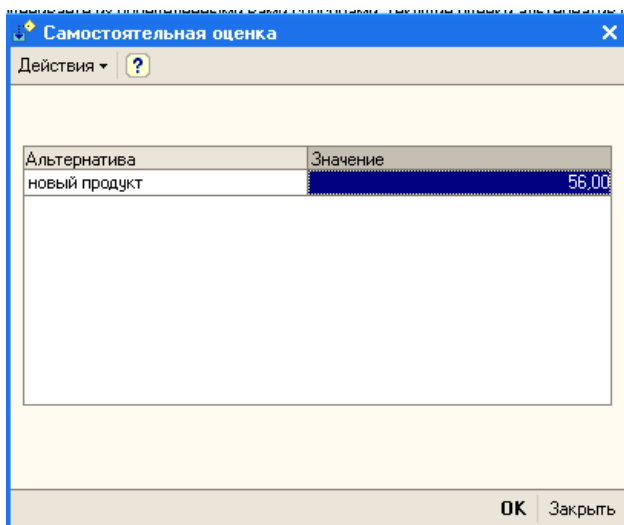 Самостоятельная оценка
Действия
Альтернатива Значение
новый продукт 56,00
OK Закрыть